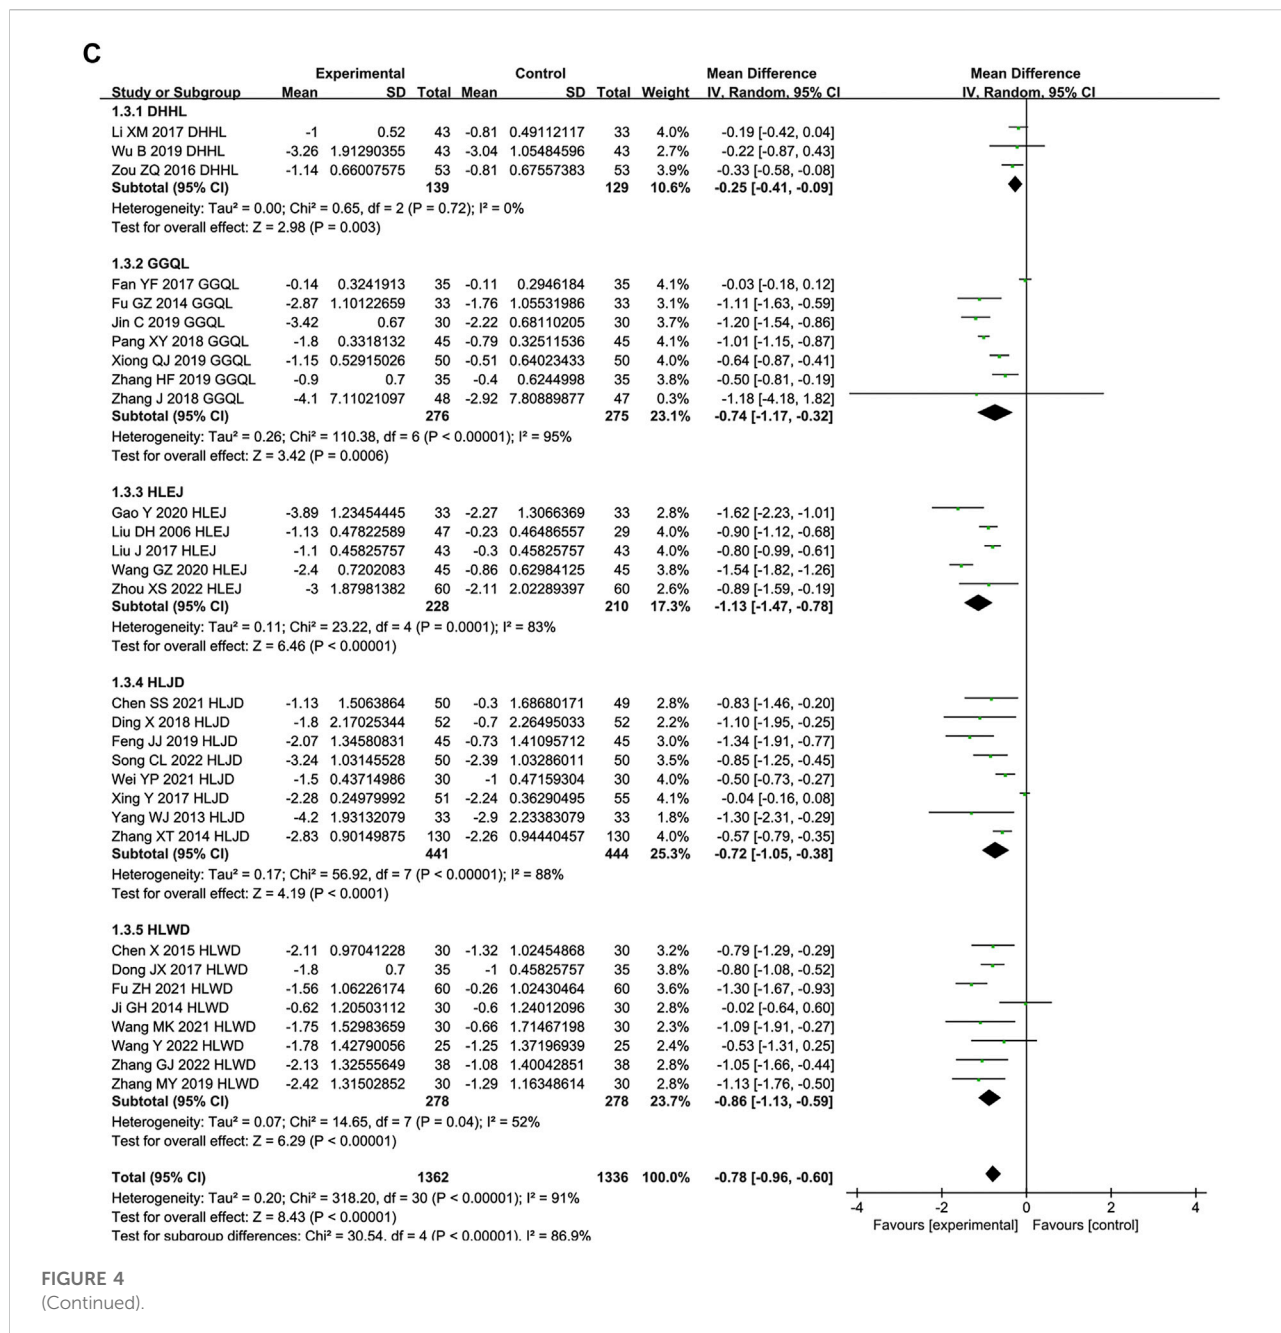 C
Experimental Control Mean Difference Mean Difference
Study or Subgroup Mean SD Total Mean SD Total Weight IV, Random, 95% CI IV, Random, 95% CI
1.3.1 DHHL
Li XM 2017 DHHL -1 0.52 43 -0.81 0.49112117 33 4.0% -0.19 [-0.42, 0.04]
Wu B 2019 DHHL -3.26 1.91290355 43 -3.04 1.05484596 43 2.7% -0.22 [-0.87, 0.43]
Zou ZQ 2016 DHHL -1.14 0.66007575 53 -0.81 0.67557383 53 3.9% -0.33 [-0.58, -0.08]
Subtotal (95% CI) 139 129 10.6% -0.25 [-0.41, -0.09]
Heterogeneity: Tau² = 0.00; Chi² = 0.65, df = 2 (P = 0.72); I² = 0%
Test for overall effect: Z = 2.98 (P = 0.003)
1.3.2 GGQL
Fan YF 2017 GGQL -0.14 0.3241913 35 -0.11 0.2946184 35 4.1% -0.03 [-0.18, 0.12]
Fu GZ 2014 GGQL -2.87 1.10122659 33 -1.76 1.05531986 33 3.1% -1.11 [-1.63, -0.59]
Jin C 2019 GGQL -3.42 0.67 30 -2.22 0.68110205 30 3.7% -1.20 [-1.54, -0.86]
Pang XY 2018 GGQL -1.8 0.3318132 45 -0.79 0.32511536 45 4.1% -1.01 [-1.15, -0.87]
Xiong QJ 2019 GGQL -1.15 0.52915026 50 -0.51 0.64023433 50 4.0% -0.64 [-0.87, -0.41]
Zhang HF 2019 GGQL -0.9 0.7 35 -0.4 0.6244998 35 3.8% -0.50 [-0.81, -0.19]
Zhang J 2018 GGQL -4.1 7.11021097 48 -2.92 7.80889877 47 0.3% -1.18 [-4.18, 1.82]
Subtotal (95% CI) 276 275 23.1% -0.74 [-1.17, -0.32]
Heterogeneity: Tau² = 0.26; Chi² = 110.38, df = 6 (P < 0.00001); I² = 95%
Test for overall effect: Z = 3.42 (P = 0.0006)
1.3.3 HLEJ
Gao Y 2020 HLEJ -3.89 1.23454445 33 -2.27 1.3066369 33 2.8% -1.62 [-2.23, -1.01]
Liu DH 2006 HLEJ -1.13 0.47822589 47 -0.23 0.46486557 29 4.0% -0.90 [-1.12, -0.68]
Liu J 2017 HLEJ -1.1 0.45825757 43 -0.3 0.45825757 43 4.0% -0.80 [-0.99, -0.61]
Wang GZ 2020 HLEJ -2.4 0.7202083 45 -0.86 0.62984125 45 3.8% -1.54 [-1.82, -1.26]
Zhou XS 2022 HLEJ -3 1.87981382 60 -2.11 2.02289397 60 2.6% -0.89 [-1.59, -0.19]
Subtotal (95% CI) 228 210 17.3% -1.13 [-1.47, -0.78]
Heterogeneity: Tau² = 0.11; Chi² = 23.22, df = 4 (P = 0.0001); I² = 83%
Test for overall effect: Z = 6.46 (P < 0.00001)
1.3.4 HLJD
Chen SS 2021 HLJD -1.13 1.5063864 50 -0.3 1.68680171 49 2.8% -0.83 [-1.46, -0.20]
Ding X 2018 HLJD -1.8 2.17025344 52 -0.7 2.26495033 52 2.2% -1.10 [-1.95, -0.25]
Feng JJ 2019 HLJD -2.07 1.34580831 45 -0.73 1.41095712 45 3.0% -1.34 [-1.91, -0.77]
Song CL 2022 HLJD -3.24 1.03145528 50 -2.39 1.03286011 50 3.5% -0.85 [-1.25, -0.45]
Wei YP 2021 HLJD -1.5 0.43714986 30 -1 0.47159304 30 4.0% -0.50 [-0.73, -0.27]
Xing Y 2017 HLJD -2.28 0.24979992 51 -2.24 0.36290495 55 4.1% -0.04 [-0.16, 0.08]
Yang WJ 2013 HLJD -4.2 1.93132079 33 -2.9 2.23383079 33 1.8% -1.30 [-2.31, -0.29]
Zhang XT 2014 HLJD -2.83 0.90149875 130 -2.26 0.94440457 130 4.0% -0.57 [-0.79, -0.35]
Subtotal (95% CI) 441 444 25.3% -0.72 [-1.05, -0.38]
Heterogeneity: Tau² = 0.17; Chi² = 56.92, df = 7 (P < 0.00001); I² = 88%
Test for overall effect: Z = 4.19 (P < 0.0001)
1.3.5 HLWD
Chen X 2015 HLWD -2.11 0.97041228 30 -1.32 1.02454868 30 3.2% -0.79 [-1.29, -0.29]
Dong JX 2017 HLWD -1.8 0.7 35 -1 0.45825757 35 3.8% -0.80 [-1.08, -0.52]
Fu ZH 2021 HLWD -1.56 1.06226174 60 -0.26 1.02430464 60 3.6% -1.30 [-1.67, -0.93]
Ji GH 2014 HLWD -0.62 1.20503112 30 -0.6 1.24012096 30 2.8% -0.02 [-0.64, 0.60]
Wang MK 2021 HLWD -1.75 1.52983659 30 -0.66 1.71467198 30 2.3% -1.09 [-1.91, -0.27]
Wang Y 2022 HLWD -1.78 1.42790056 25 -1.25 1.37196939 25 2.4% -0.53 [-1.31, 0.25]
Zhang GJ 2022 HLWD -2.13 1.32555649 38 -1.08 1.40042851 38 2.8% -1.05 [-1.66, -0.44]
Zhang MY 2019 HLWD -2.42 1.31502852 30 -1.29 1.16348614 30 2.8% -1.13 [-1.76, -0.50]
Subtotal (95% CI) 278 278 23.7% -0.86 [-1.13, -0.59]
Heterogeneity: Tau² = 0.07; Chi² = 14.65, df = 7 (P = 0.04); I² = 52%
Test for overall effect: Z = 6.29 (P < 0.00001)
Total (95% CI) 1362 1336 100.0% -0.78 [-0.96, -0.60]
Heterogeneity: Tau² = 0.20; Chi² = 318.20, df = 30 (P < 0.00001); I² = 91%
Test for overall effect: Z = 8.43 (P < 0.00001)
Test for subgroup differences: Chi² = 30.54, df = 4 (P < 0.00001), I² = 86.9%
-4 -2 0 2 4
Favours [experimental] Favours [control]
FIGURE 4
(Continued).